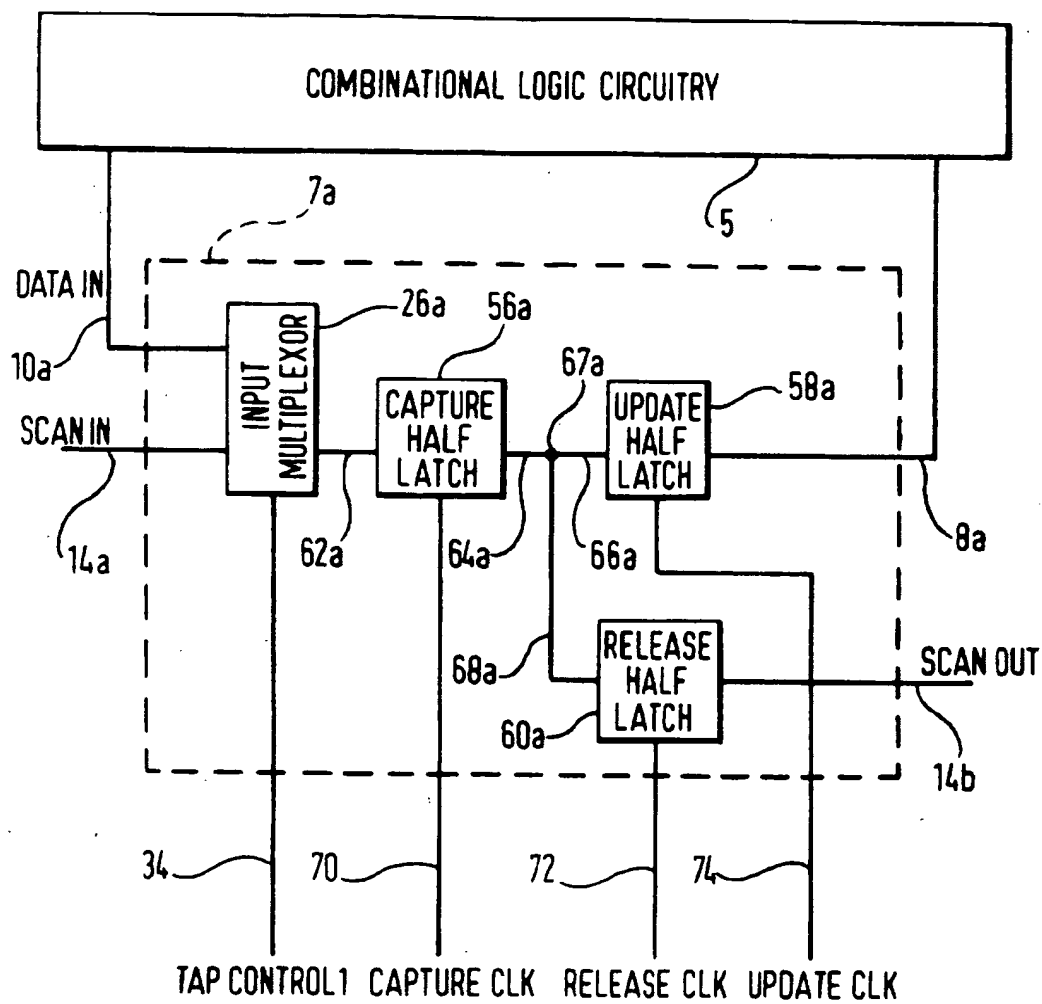 COMBINATIONAL LOGIC CIRCUITRY
7a
5
DATA IN
26a
56a
10a
67a
58a
INPUT
MULTIPLEXOR
CAPTURE
HALF
LATCH
UPDATE
HALF
LATCH
SCAN IN
14a
62a
64a
66a
8a
RELEASE
HALF
LATCH
SCAN OUT
68a
60a
14b
34
70
72
74
TAP CONTROL1
CAPTURE CLK
RELEASE CLK
UPDATE CLK